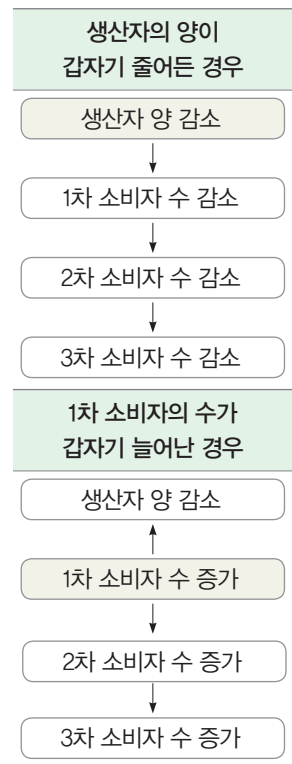 생산자의 양이
갑자기 줄어든 경우
생산자 양 감소
1차 소비자 수 감소
2차 소비자 수 감소
3차 소비자 수 감소
1차 소비자의 수가
갑자기 늘어난 경우
생산자 양 감소
1차 소비자 수 증가
2차 소비자 수 증가
3차 소비자 수 증가